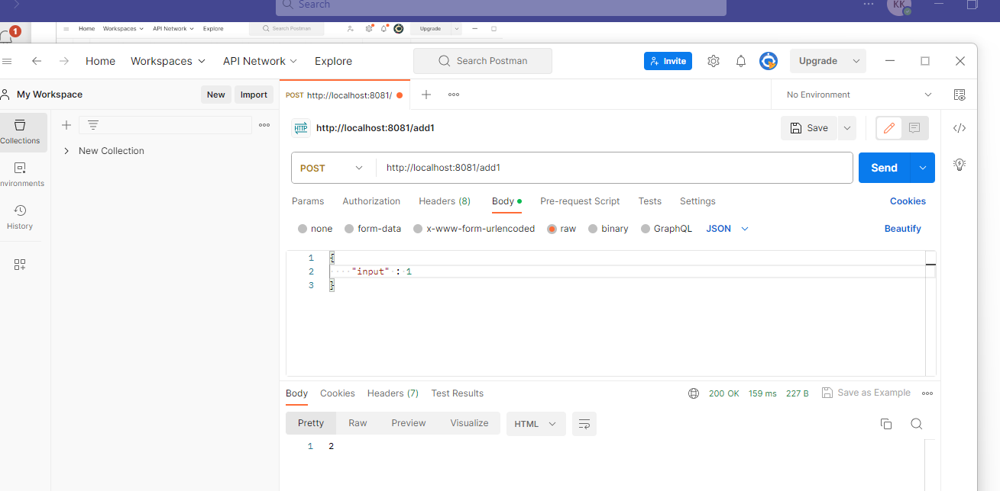 Search
KK
1
Home Workspaces API Network Explore Search Postman Upgrade
Home Workspaces API Network Explore Search Postman Invite Upgrade
My Workspace New Import POST http://localhost:8081/ No Environment
Collections
New Collection
nvironments
History
HTTP http://localhost:8081/add1 Save
POST http://localhost:8081/add1 Send
Params Authorization Headers (8) Body Pre-request Script Tests Settings Cookies
none form-data x-www-form-urlencoded raw binary GraphQL JSON Beautify
1 {
2 "input" : 1
3 }
Body Cookies Headers (7) Test Results 200 OK 159 ms 227 B Save as Example
Pretty Raw Preview Visualize HTML
1 2